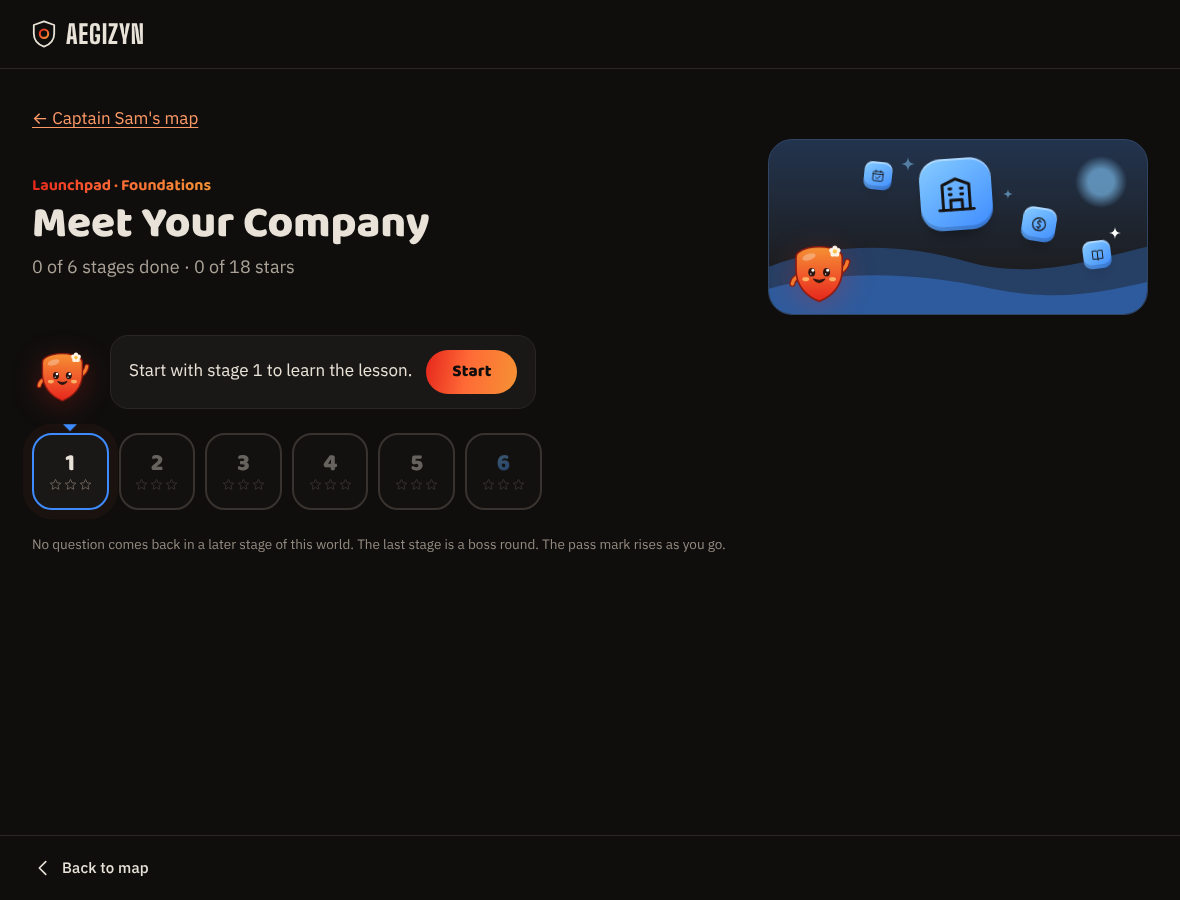 AEGIZYN
← Captain Sam's map
Launchpad · Foundations
Meet Your Company
0 of 6 stages done · 0 of 18 stars
Start with stage 1 to learn the lesson.
Start
1
2
3
4
5
6
No question comes back in a later stage of this world. The last stage is a boss round. The pass mark rises as you go.
Back to map